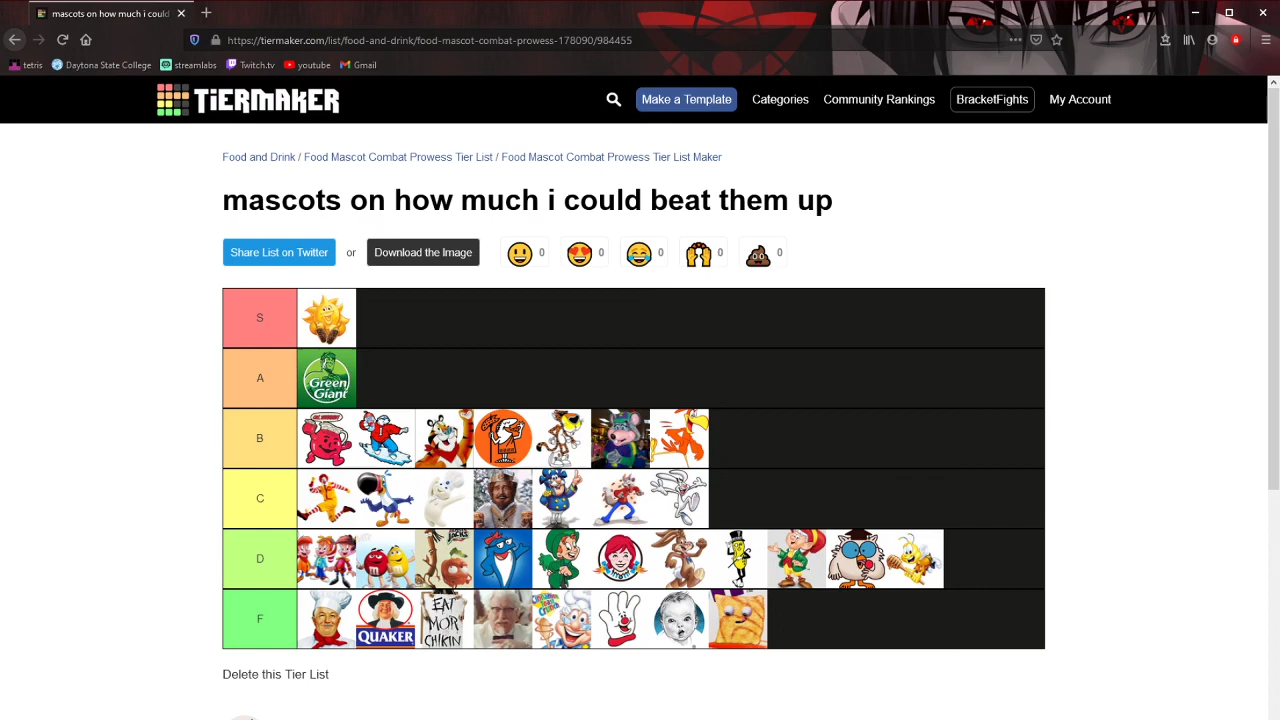 mascots on how much i could
https://tiermaker.com/list/food-and-drink/food-mascot-combat-prowess-178090/984455
tetris
Daytona State College
streamlabs
Twitch.tv
youtube
Gmail
TiERMAKER
Make a Template
Categories
Community Rankings
BracketFights
My Account
Food and Drink / Food Mascot Combat Prowess Tier List / Food Mascot Combat Prowess Tier List Maker
mascots on how much i could beat them up
Share List on Twitter
or
Download the Image
0
0
0
0
0
S
A
Green
Giant
B
C
D
F
QUAKER
EAT
MOR
CHIKIN
Delete this Tier List